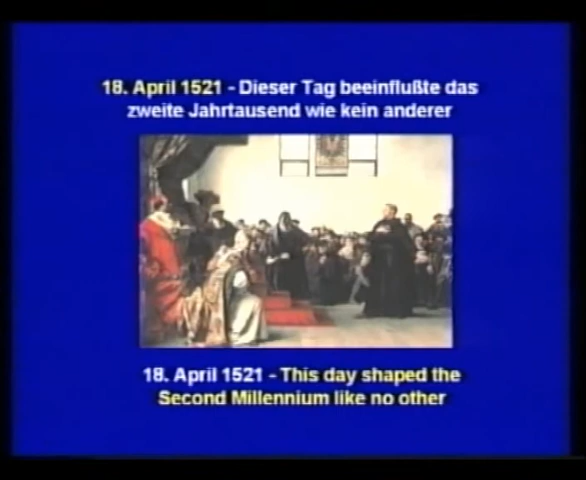 18. April 1521 - Dieser Tag beeinflußte das
zweite Jahrtausend wie kein anderer
18. April 1521 - This day shaped the
Second Millennium like no other